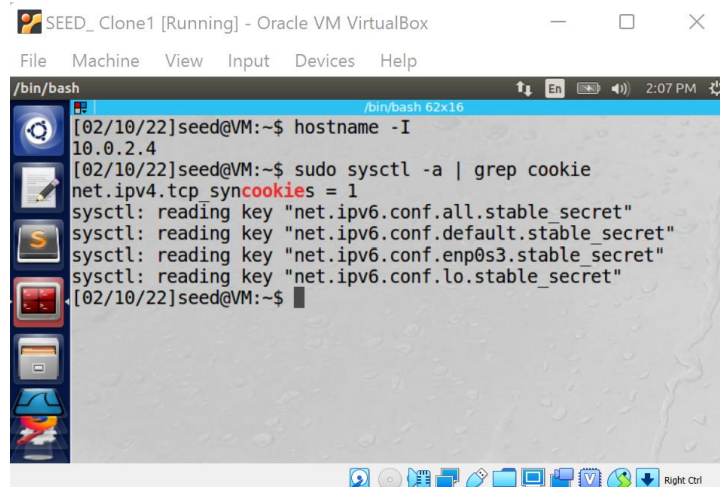 SEED_ Clone1 [Running] - Oracle VM VirtualBox
File Machine View Input Devices Help
/bin/bash En 2:07 PM
/bin/bash 62x16
[02/10/22]seed@VM:~$ hostname -I
10.0.2.4
[02/10/22]seed@VM:~$ sudo sysctl -a | grep cookie
net.ipv4.tcp_syncookies = 1
sysctl: reading key "net.ipv6.conf.all.stable_secret"
sysctl: reading key "net.ipv6.conf.default.stable_secret"
sysctl: reading key "net.ipv6.conf.enp0s3.stable_secret"
sysctl: reading key "net.ipv6.conf.lo.stable_secret"
[02/10/22]seed@VM:~$
Right Ctrl